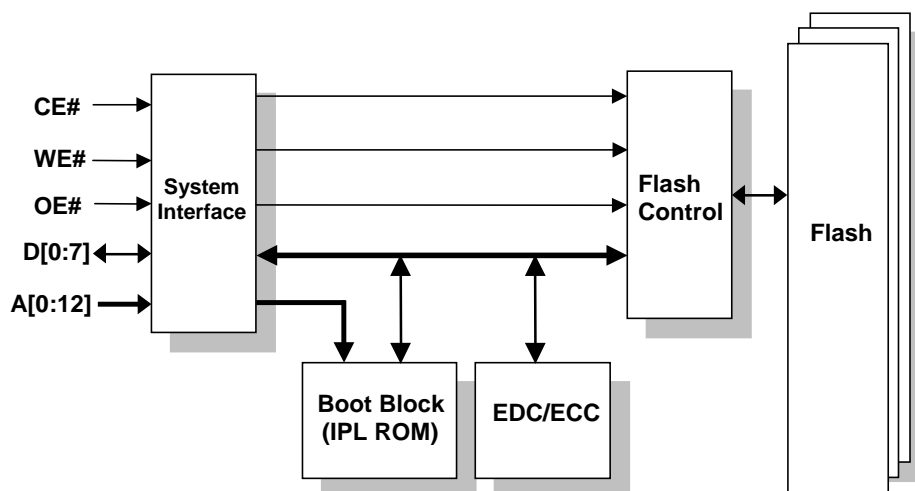 CE#
WE#
OE#
D[0:7]
A[0:12]
System
Interface
Flash
Control
Flash
Boot Block
(IPL ROM)
EDC/ECC